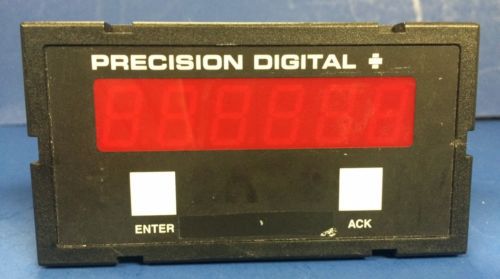 PRECISION DIGITAL
ENTER ACK